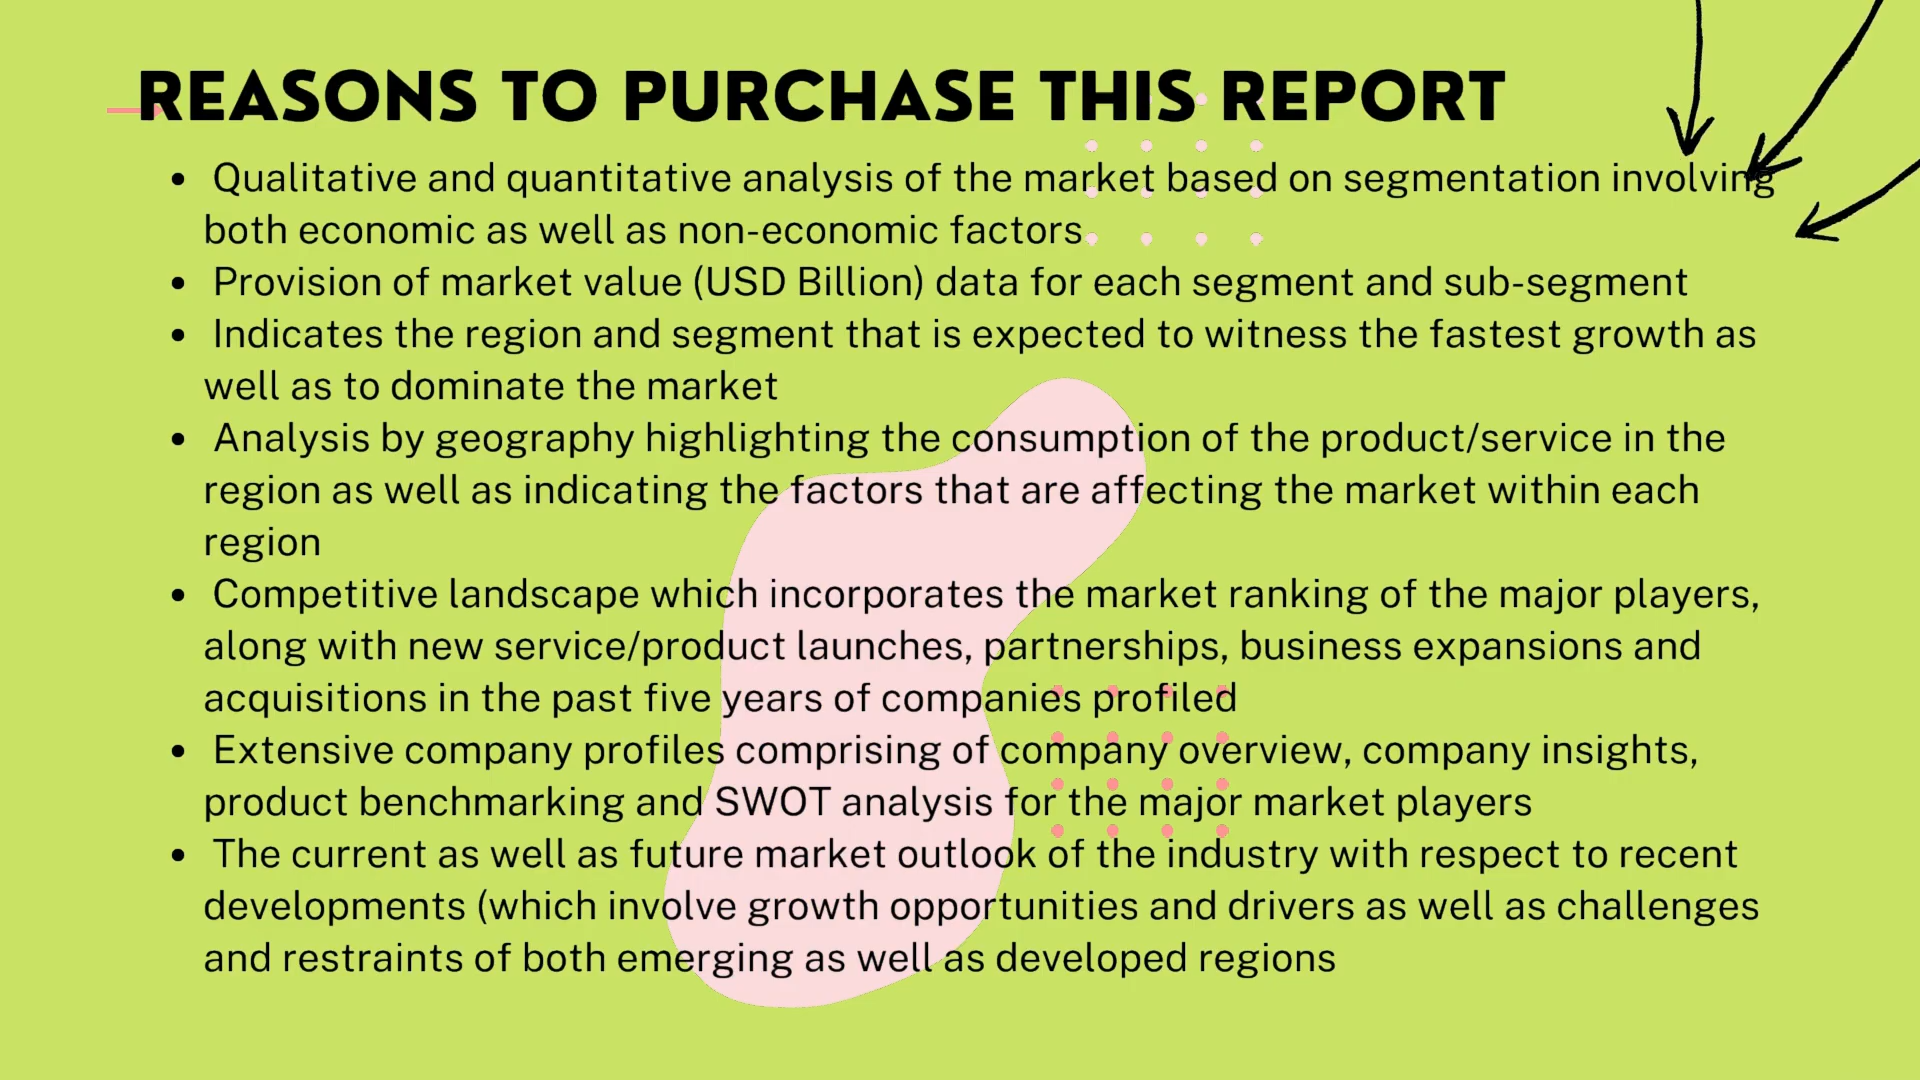 REASONS TO PURCHASE THIS REPORT
• Qualitative and quantitative analysis of the market based on segmentation involving
both economic as well as non-economic factors
• Provision of market value (USD Billion) data for each segment and sub-segment
• Indicates the region and segment that is expected to witness the fastest growth as
well as to dominate the market
• Analysis by geography highlighting the consumption of the product/service in the
region as well as indicating the factors that are affecting the market within each
region
• Competitive landscape which incorporates the market ranking of the major players,
along with new service/product launches, partnerships, business expansions and
acquisitions in the past five years of companies profiled
• Extensive company profiles comprising of company overview, company insights,
product benchmarking and SWOT analysis for the major market players
• The current as well as future market outlook of the industry with respect to recent
developments (which involve growth opportunities and drivers as well as challenges
and restraints of both emerging as well as developed regions